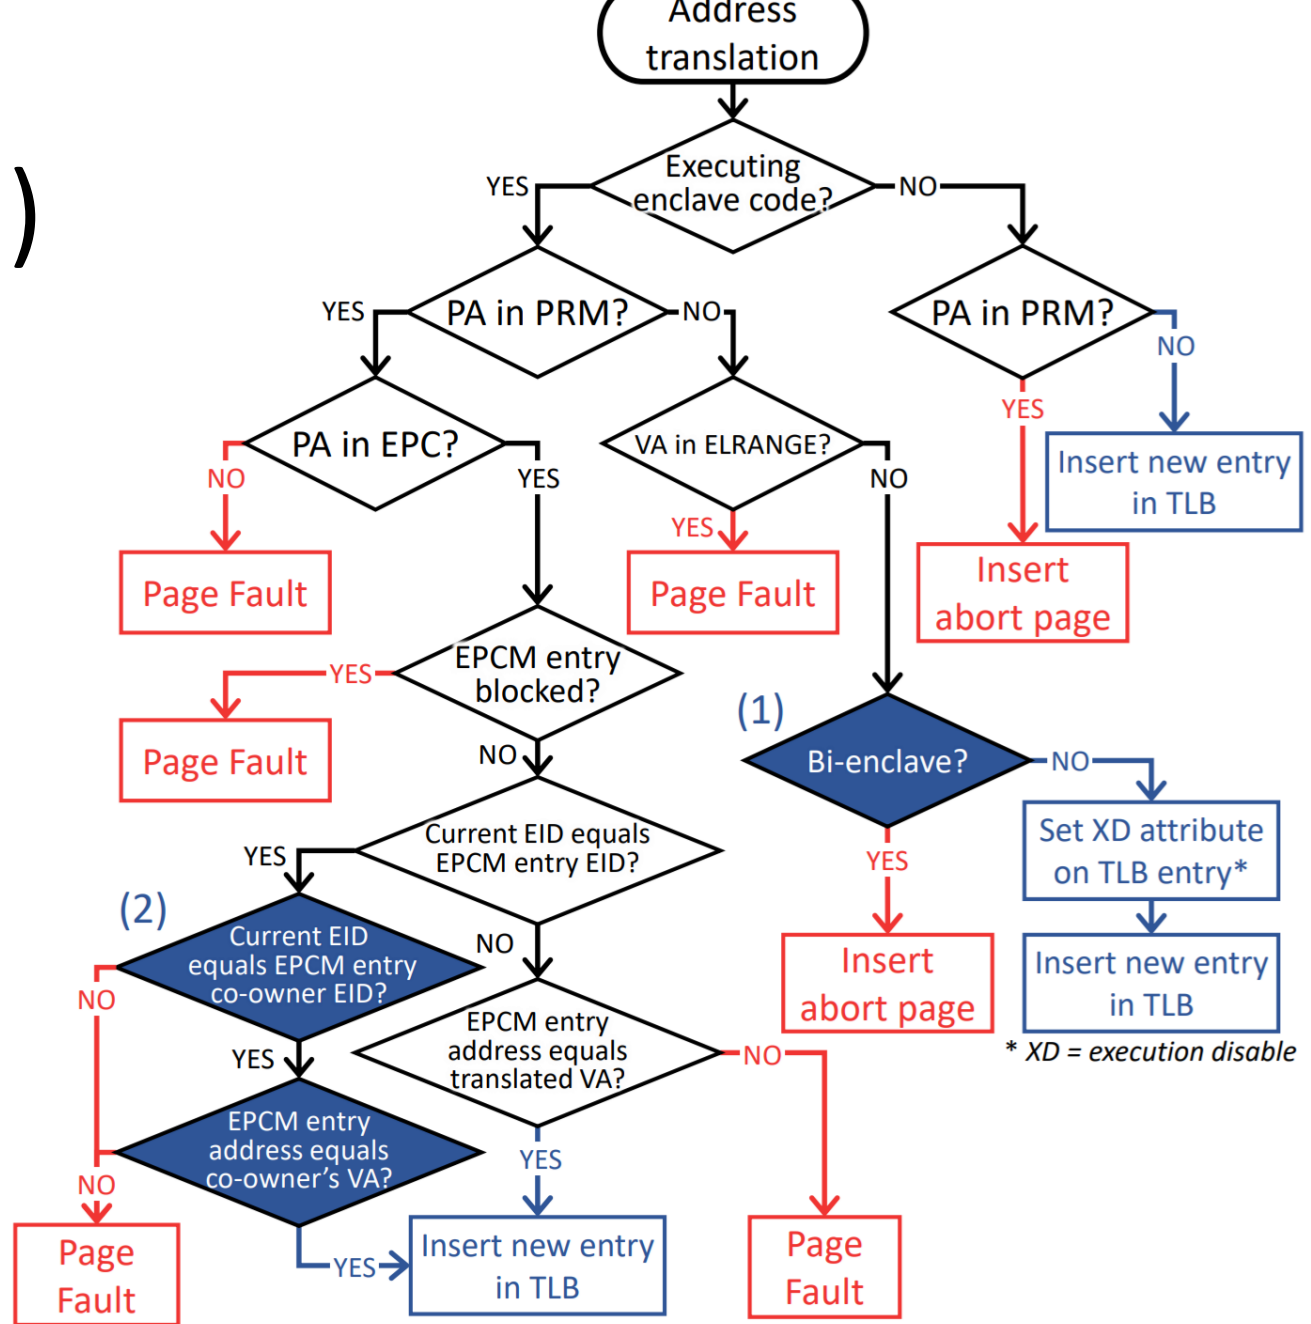 Address
translation
)
Executing
enclave code?
YES
NO
PA in PRM?
YES
NO
PA in PRM?
NO
YES
PA in EPC?
NO
YES
VA in ELRANGE?
YES
NO
Insert new entry
in TLB
Page Fault
Page Fault
Insert
abort page
EPCM entry
blocked?
YES
NO
Page Fault
(1)
Bi-enclave?
NO
YES
Set XD attribute
on TLB entry*
Current EID equals
EPCM entry EID?
YES
NO
(2)
Current EID
equals EPCM entry
co-owner EID?
NO
YES
Insert
abort page
Insert new entry
in TLB
* XD = execution disable
EPCM entry
address equals
translated VA?
NO
YES
EPCM entry
address equals
co-owner's VA?
NO
YES
Page
Fault
Insert new entry
in TLB
Page
Fault